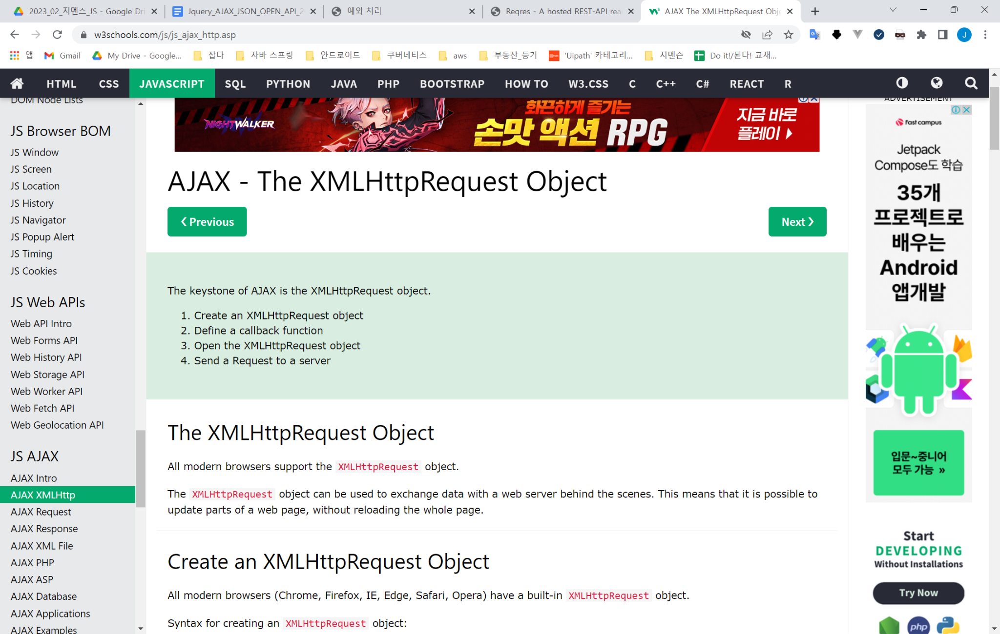 2023_02_지멘스_JS - Google Dri
Jquery_AJAX_JSON_OPEN_API_2
예외 처리
Reqres - A hosted REST-API rea
AJAX The XMLHttpRequest Obje
w3schools.com/js/js_ajax_http.asp
J
앱
Gmail
My Drive - Google...
잡다
자바 스프링
안드로이드
쿠버네티스
aws
부동산_등기
'Uipath' 카테고리...
지멘슨
Do it!/된다! 교재...
HTML
CSS
JAVASCRIPT
SQL
PYTHON
JAVA
PHP
BOOTSTRAP
HOW TO
W3.CSS
C
C++
C#
REACT
R
DOM Node Lists
JS Browser BOM
JS Window
JS Screen
JS Location
JS History
JS Navigator
JS Popup Alert
JS Timing
JS Cookies
JS Web APIs
Web API Intro
Web Forms API
Web History API
Web Storage API
Web Worker API
Web Fetch API
Web Geolocation API
JS AJAX
AJAX Intro
AJAX XMLHttp
AJAX Request
AJAX Response
AJAX XML File
AJAX PHP
AJAX ASP
AJAX Database
AJAX Applications
AJAX Examples
NIGHTWALKER
화끈하게 즐기는
손맛 액션 RPG
지금 바로
플레이
AJAX - The XMLHttpRequest Object
❮ Previous
Next ❯
The keystone of AJAX is the XMLHttpRequest object.
1. Create an XMLHttpRequest object
2. Define a callback function
3. Open the XMLHttpRequest object
4. Send a Request to a server
The XMLHttpRequest Object
All modern browsers support the XMLHttpRequest object.
The XMLHttpRequest object can be used to exchange data with a web server behind the scenes. This means that it is possible to
update parts of a web page, without reloading the whole page.
Create an XMLHttpRequest Object
All modern browsers (Chrome, Firefox, IE, Edge, Safari, Opera) have a built-in XMLHttpRequest object.
Syntax for creating an XMLHttpRequest object:
ADVERTISEMENT
Fast campus
Jetpack
Compose도 학습
35개
프로젝트로
배우는
Android
앱개발
입문~중니어
모두 가능 »
Start
DEVELOPING
Without Installations
Try Now
php